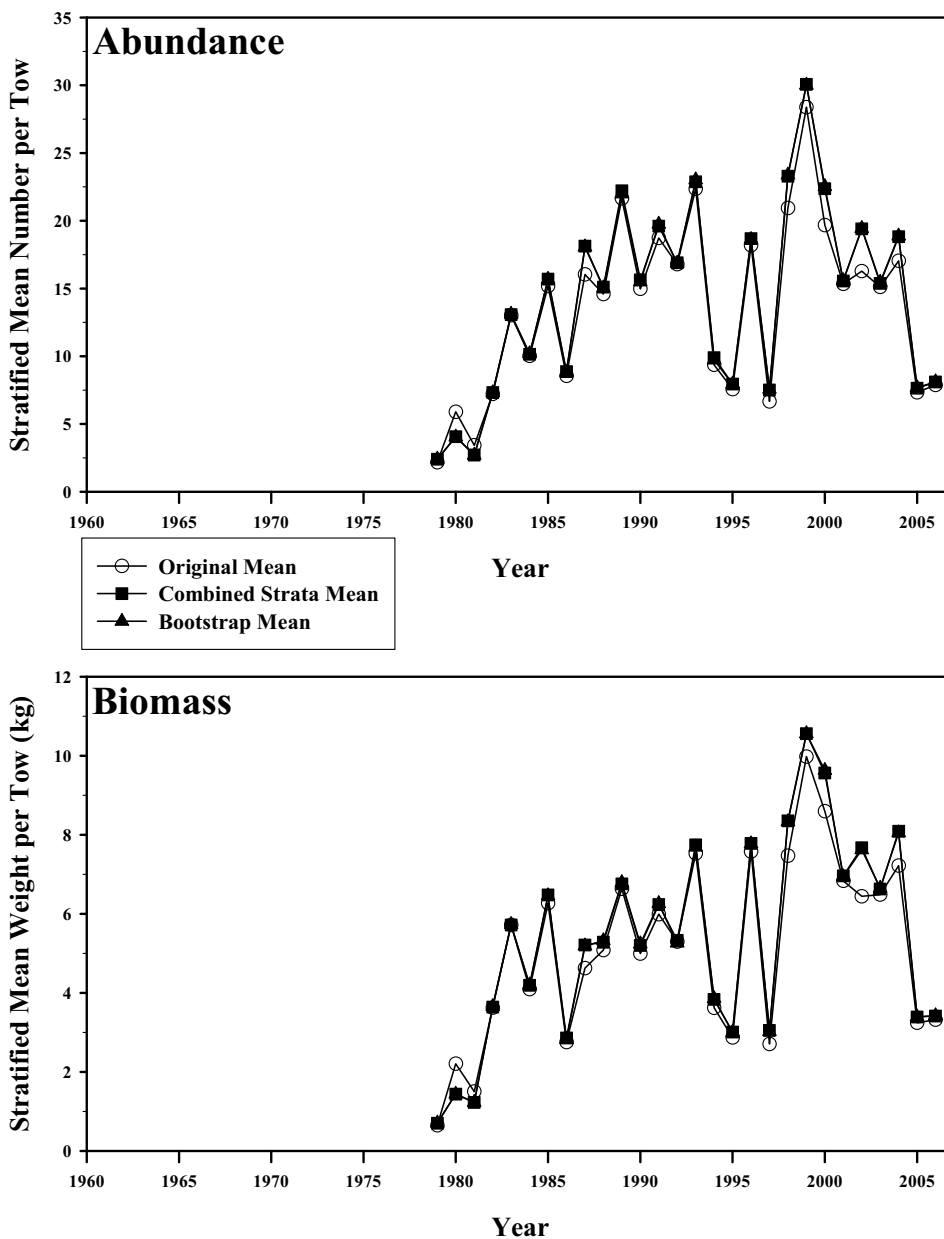 Abundance
Stratified Mean Number per Tow
35
30
25
20
15
10
5
0
1960 1965 1970 1975 1980 1985 1990 1995 2000 2005
Year
Original Mean
Combined Strata Mean
Bootstrap Mean
Biomass
Stratified Mean Weight per Tow (kg)
12
10
8
6
4
2
0
1960 1965 1970 1975 1980 1985 1990 1995 2000 2005
Year